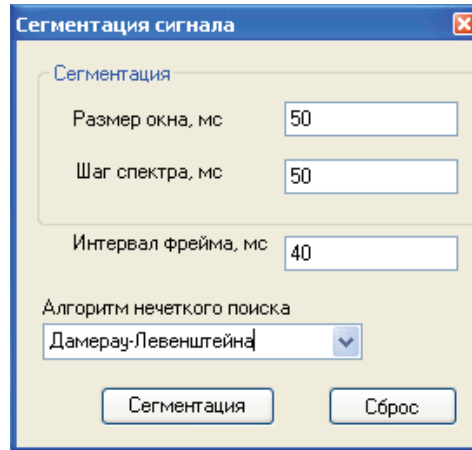 Сегментация сигнала
Сегментация
Размер окна, мс 50
Шаг спектра, мс 50
Интервал фрейма, мс 40
Алгоритм нечеткого поиска
Дамерау-Левенштейна
Сегментация Сброс